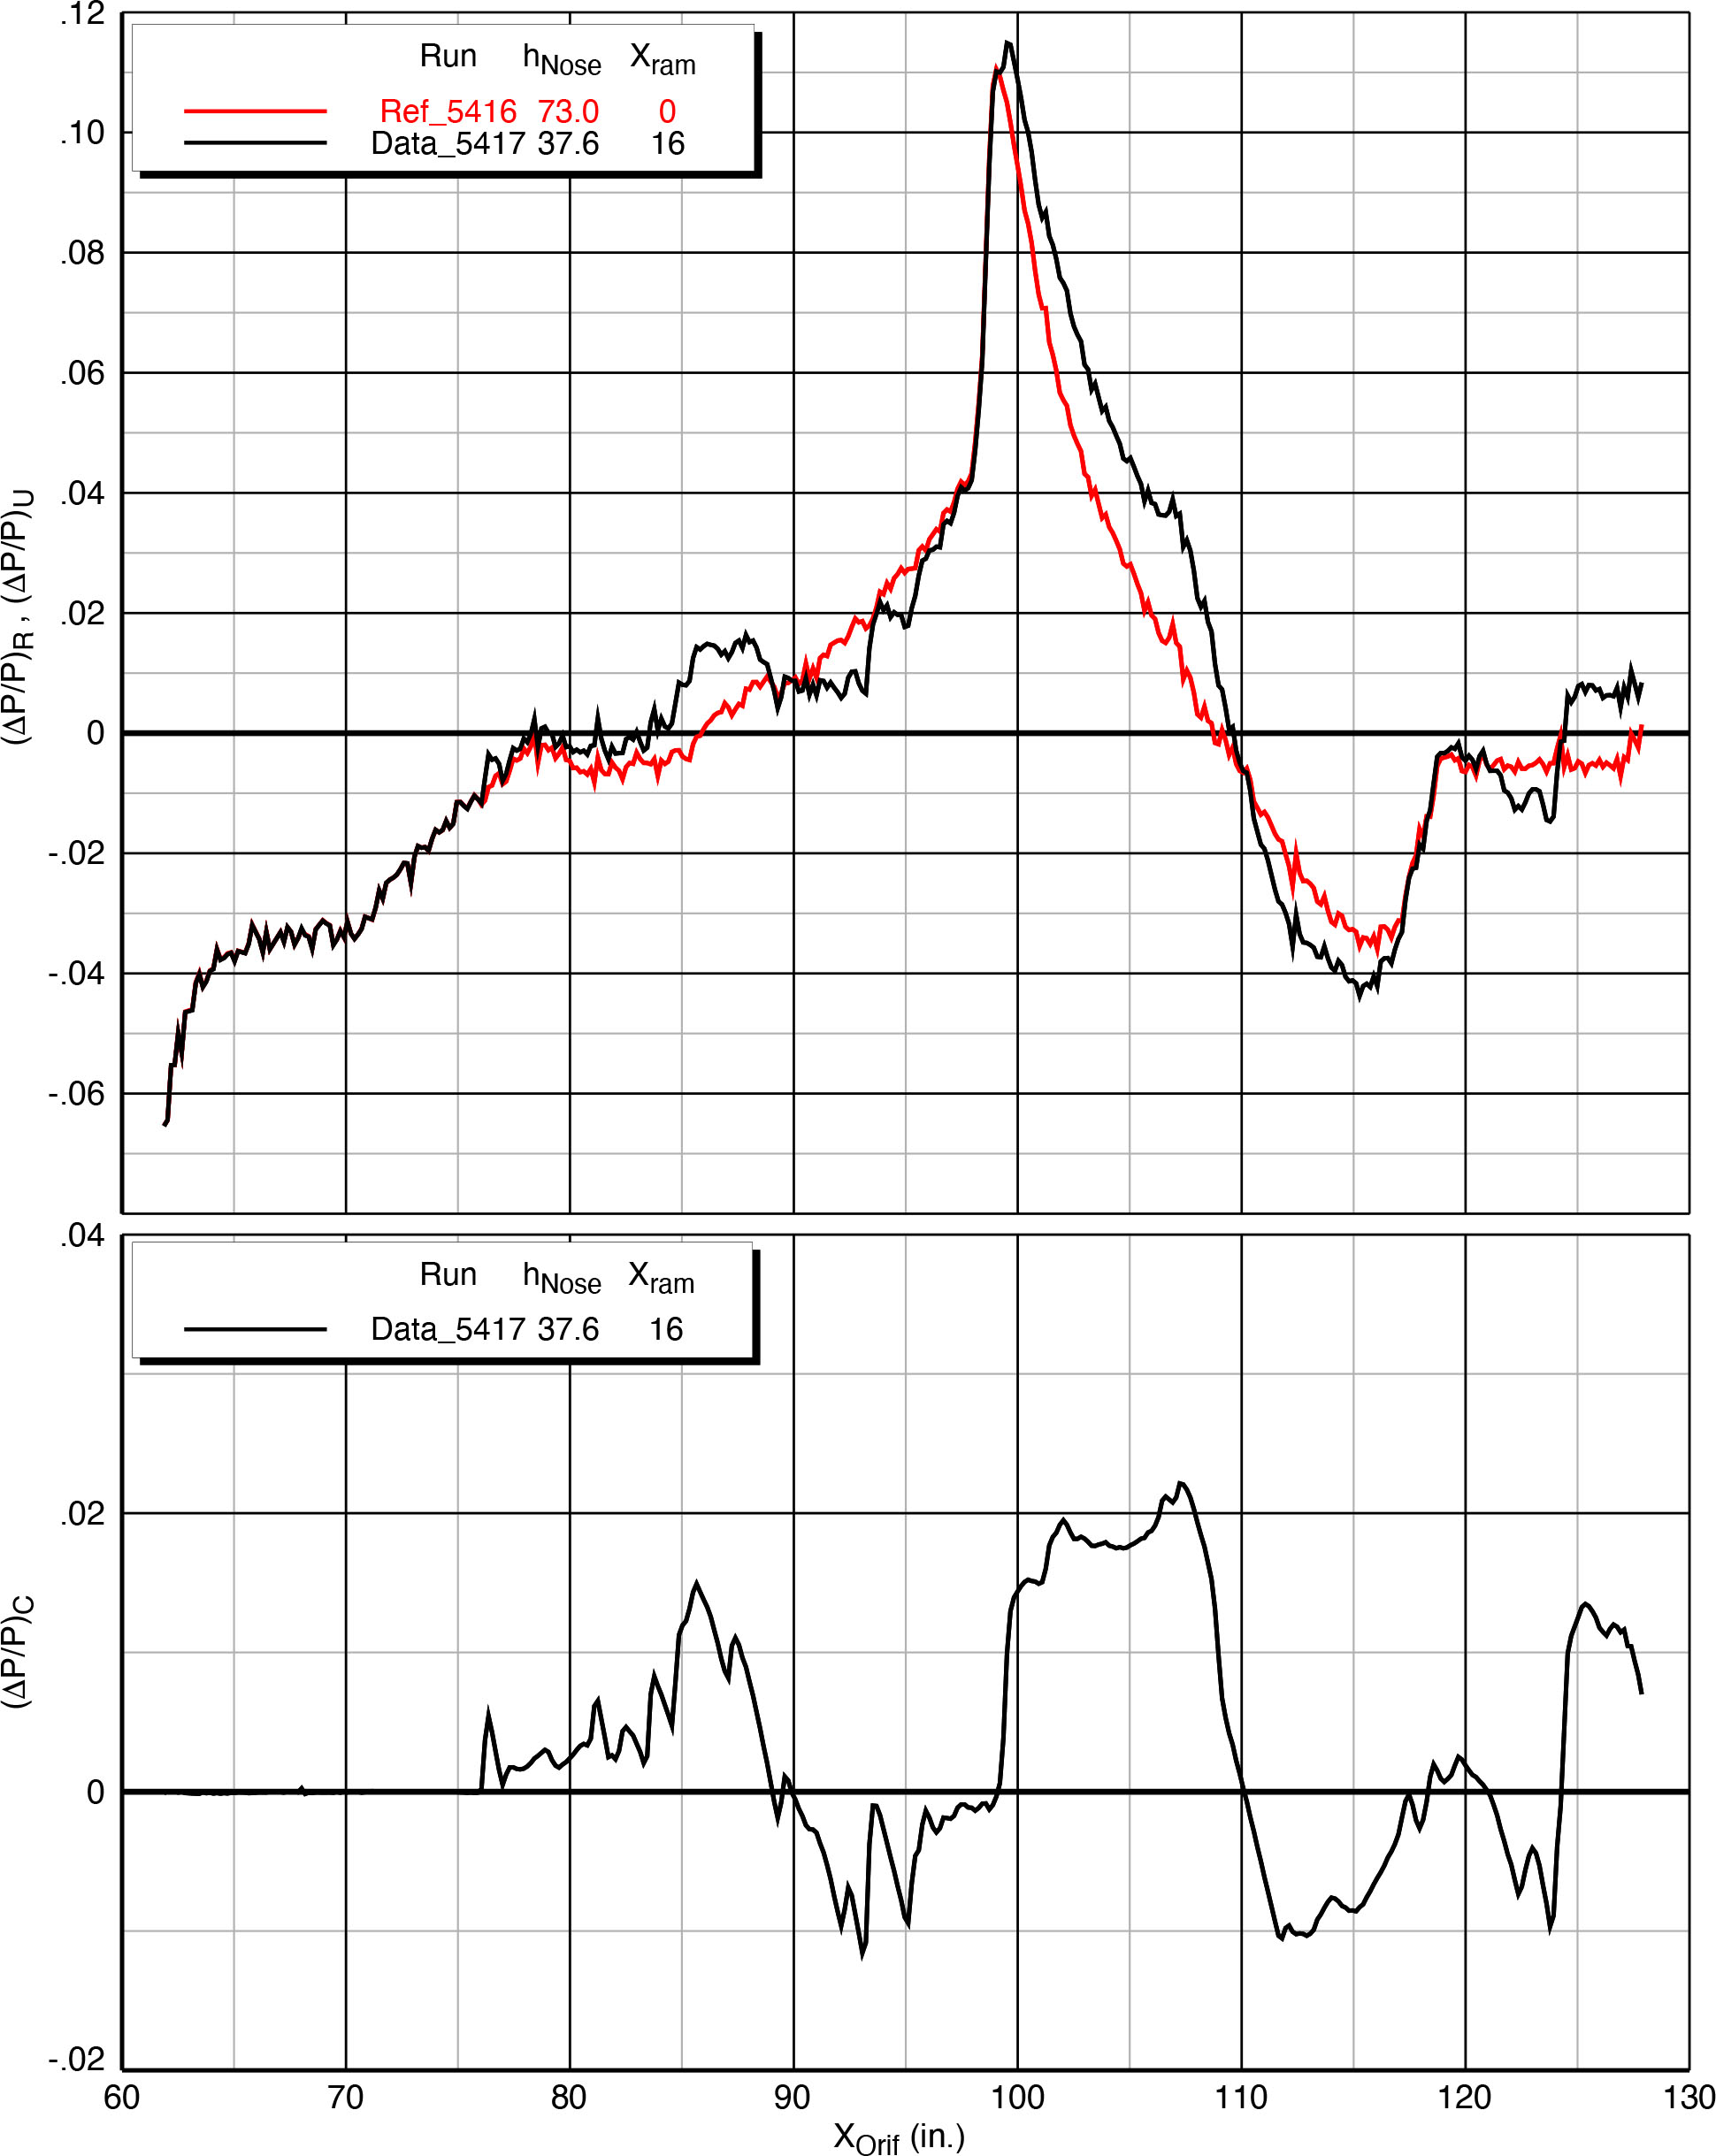 .12
.10
.08
.06
.04
.02
0
-.02
-.04
-.06
(ΔP/P)R , (ΔP/P)U
Run hNose Xram
Ref_5416 73.0 0
Data_5417 37.6 16
.04
.02
0
-.02
(ΔP/P)C
Run hNose Xram
Data_5417 37.6 16
60 70 80 90 100 110 120 130
XOrif (in.)